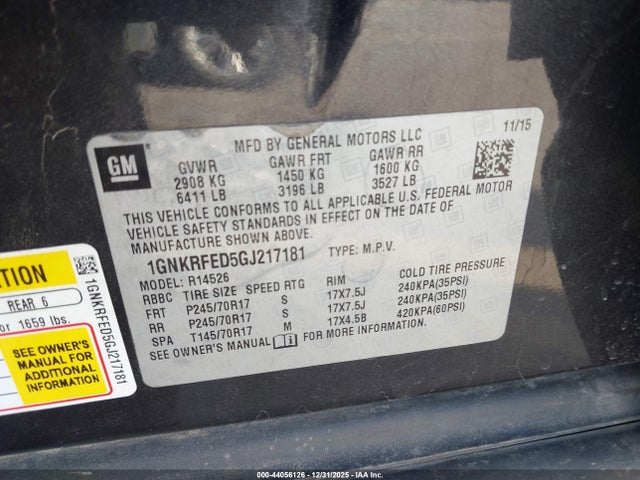 MFD BY GENERAL MOTORS LLC
11/15
GM
GVWR GAWR FRT GAWR RR
2908 KG 1450 KG 1600 KG
6411 LB 3196 LB 3527 LB
THIS VEHICLE CONFORMS TO ALL APPLICABLE U.S. FEDERAL MOTOR
VEHICLE SAFETY STANDARDS IN EFFECT ON THE DATE OF
MANUFACTURE SHOWN ABOVE.
1GNKRFED5GJ217181 TYPE: M.P.V.
MODEL: R14526
RBBC TIRE SIZE SPEED RTG RIM COLD TIRE PRESSURE
FRT P245/70R17 S 17X7.5J 240KPA(35PSI)
RR P245/70R17 S 17X7.5J 240KPA(35PSI)
SPA T145/70R17 M 17X4.5B 420KPA(60PSI)
SEE OWNER'S MANUAL FOR MORE INFORMATION.
TION
REAR 6
or 1659 lbs.
SEE OWNER'S
MANUAL FOR
ADDITIONAL
INFORMATION
1GNKRFED5GJ217181
000-44056126 - 12/31/2025 - Copyright © 2025 IAA, Inc.